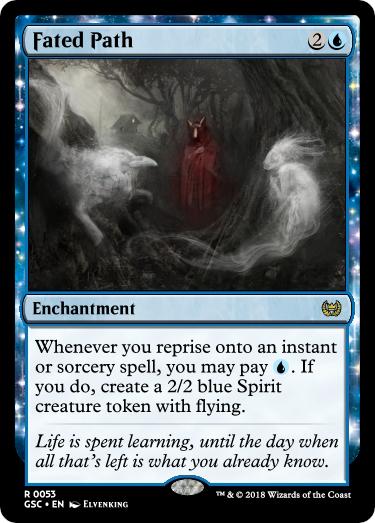 Fated Path 2
Enchantment
Whenever you reprise onto an instant
or sorcery spell, you may pay . If
you do, create a 2/2 blue Spirit
creature token with flying.
Life is spent learning, until the day when
all that's left is what you already know.
R 0053
GSC • EN Elvenking
™ & © 2018 Wizards of the Coast